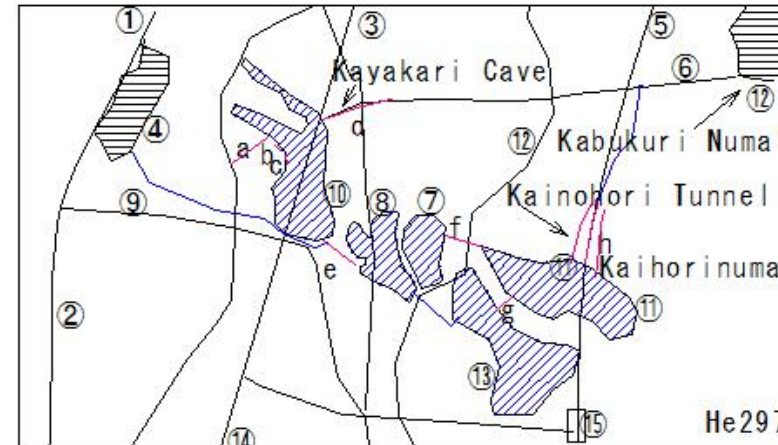 ① ③ ⑤
Kayakari Cave ⑥
④ d ⑫ ⑫
a b c Kabukuri Numa
⑨ ⑩ ⑧ ⑦ Kainohori Tunnel
f h
e ⑪ Kaihorinuma
② g ⑪
⑬
⑭ ⑮ He297